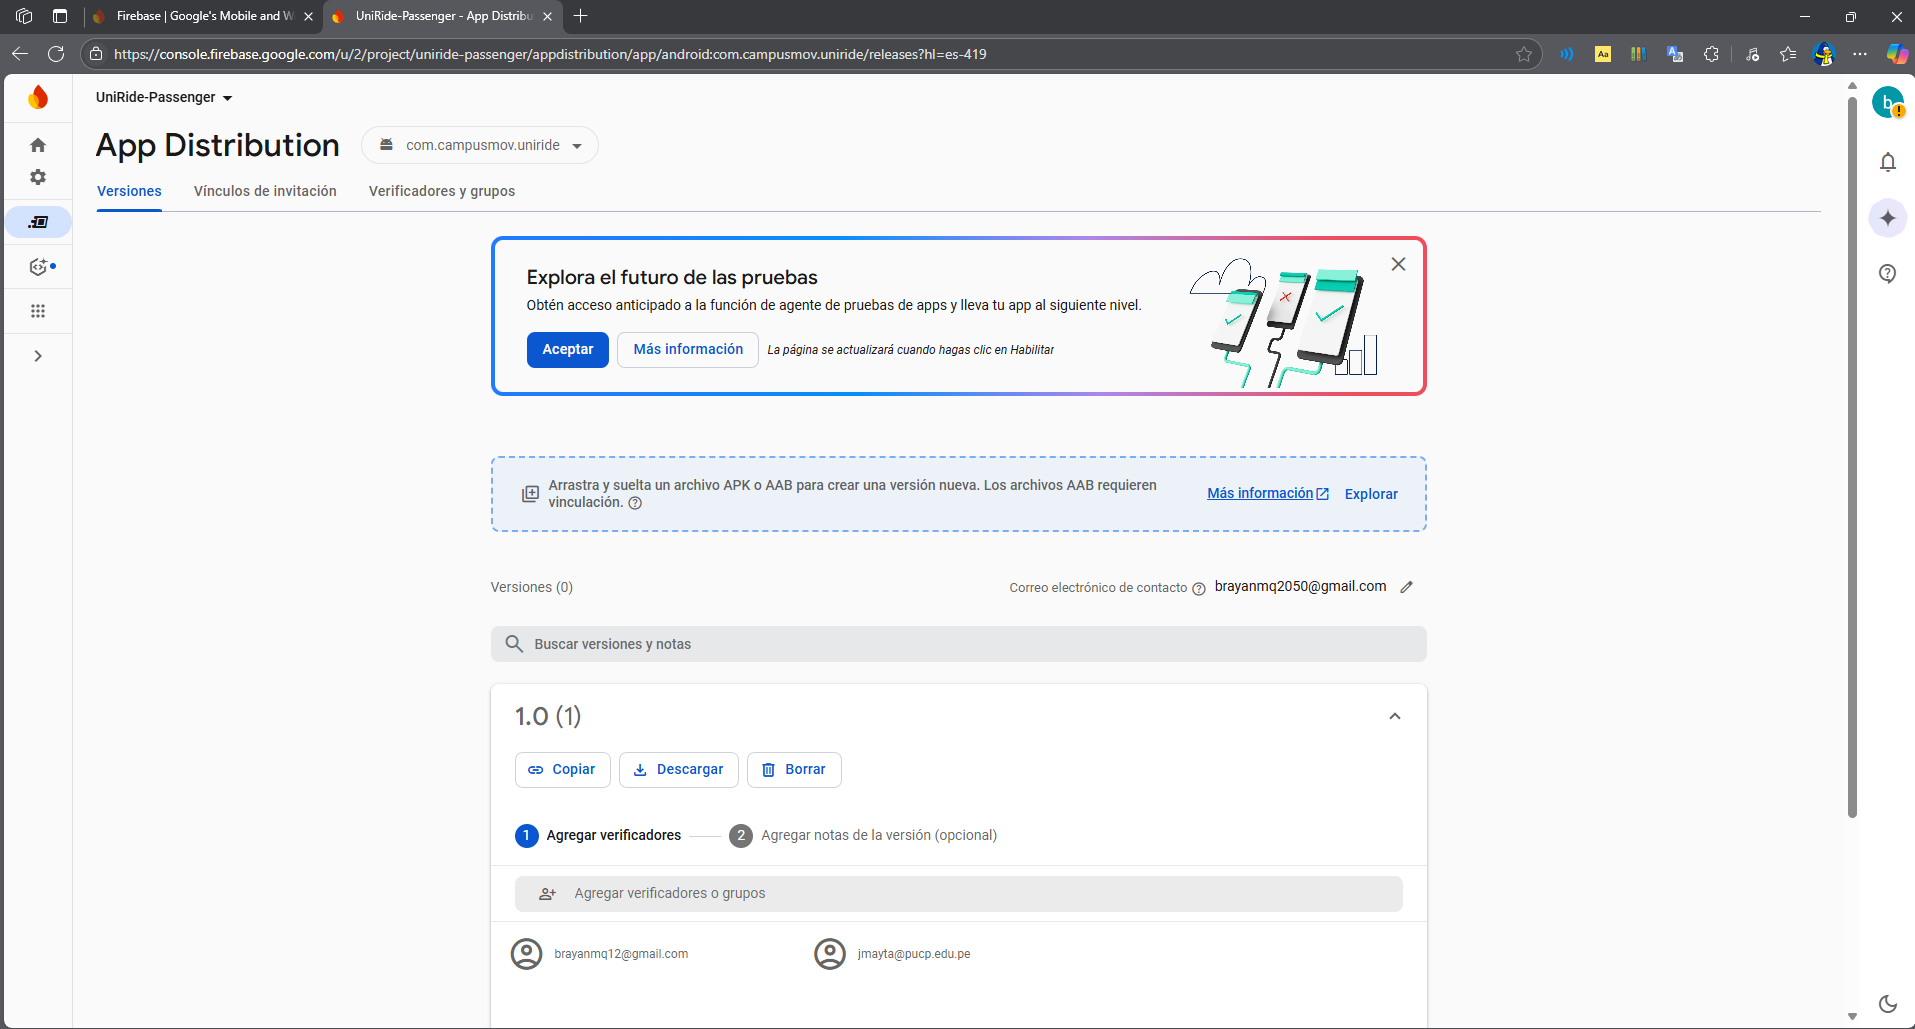 Firebase | Google's Mobile and W
UniRide-Passenger - App Distribu
https://console.firebase.google.com/u/2/project/uniride-passenger/appdistribution/app/android:com.campusmov.uniride/releases?hl=es-419
Aa
UniRide-Passenger
b
App Distribution
com.campusmov.uniride
Versiones
Vínculos de invitación
Verificadores y grupos
Explora el futuro de las pruebas
Obtén acceso anticipado a la función de agente de pruebas de apps y lleva tu app al siguiente nivel.
Aceptar
Más información
La página se actualizará cuando hagas clic en Habilitar
Arrastra y suelta un archivo APK o AAB para crear una versión nueva. Los archivos AAB requieren
vinculación.
Más información
Explorar
Versiones (0)
Correo electrónico de contacto
brayanmq2050@gmail.com
Buscar versiones y notas
1.0 (1)
Copiar
Descargar
Borrar
1 Agregar verificadores
2 Agregar notas de la versión (opcional)
Agregar verificadores o grupos
brayanmq12@gmail.com
jmayta@pucp.edu.pe